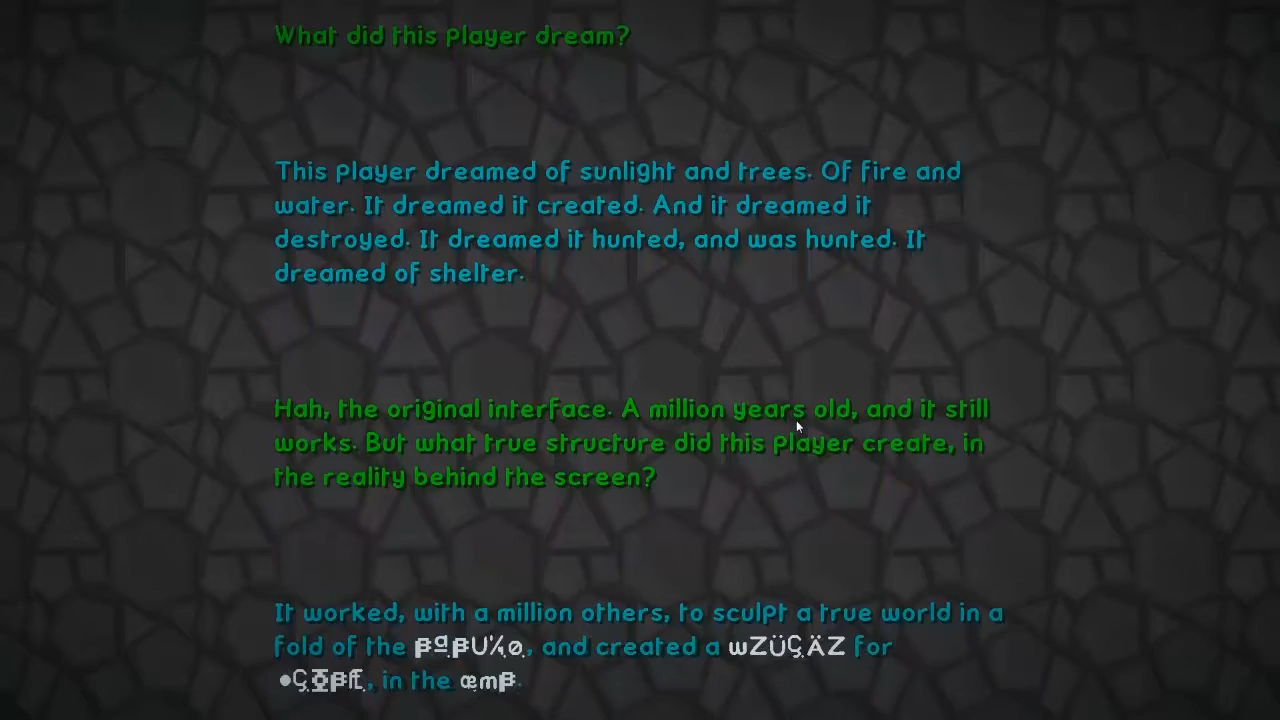 What did this player dream?
This player dreamed of sunlight and trees. Of fire and
water. It dreamed it created. And it dreamed it
destroyed. It dreamed it hunted, and was hunted. It
dreamed of shelter.
Hah, the original interface. A million years old, and it still
works. But what true structure did this player create, in
the reality behind the screen?
It worked, with a million others, to sculpt a true world in a
fold of the , and created a for
, in the .